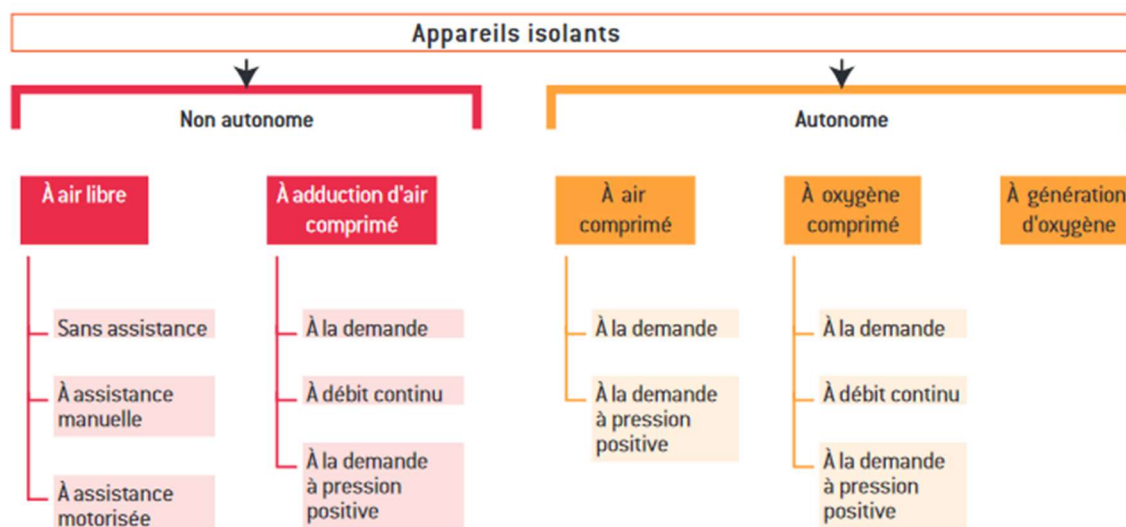 Appareils isolants
Non autonome
Autonome
À air libre
À adduction d'air
comprimé
À air
comprimé
À oxygène
comprimé
À génération
d'oxygène
Sans assistance
À assistance
manuelle
À assistance
motorisée
À la demande
À débit continu
À la demande
à pression
positive
À la demande
À la demande
à pression
positive
À la demande
À débit continu
À la demande
à pression
positive